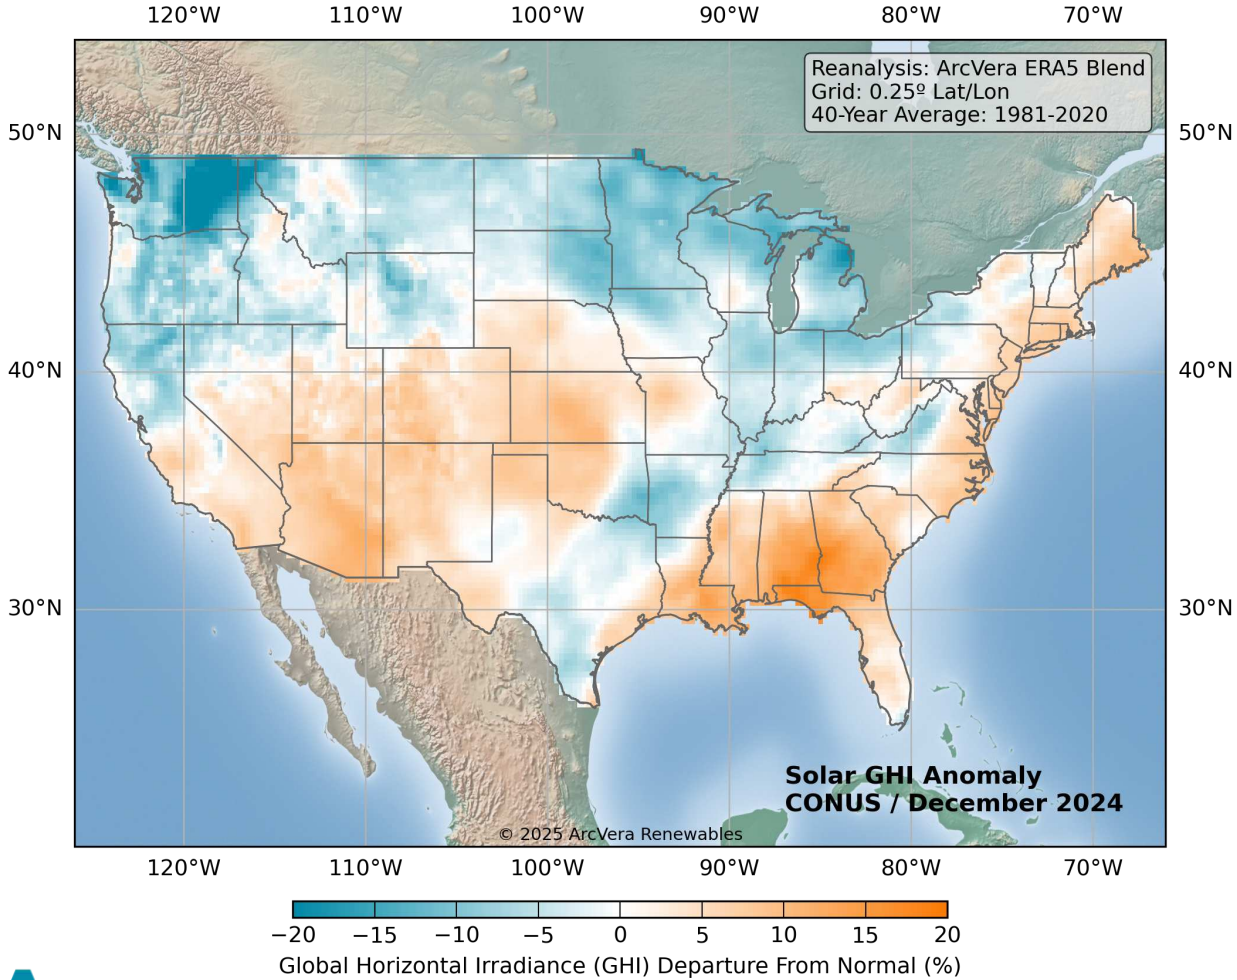 120°W 110°W 100°W 90°W 80°W 70°W
Reanalysis: ArcVera ERA5 Blend
Grid: 0.25º Lat/Lon
40-Year Average: 1981-2020
50°N 50°N
40°N 40°N
30°N 30°N
Solar GHI Anomaly
CONUS / December 2024
© 2025 ArcVera Renewables
120°W 110°W 100°W 90°W 80°W 70°W
−20 −15 −10 −5 0 5 10 15 20
Global Horizontal Irradiance (GHI) Departure From Normal (%)